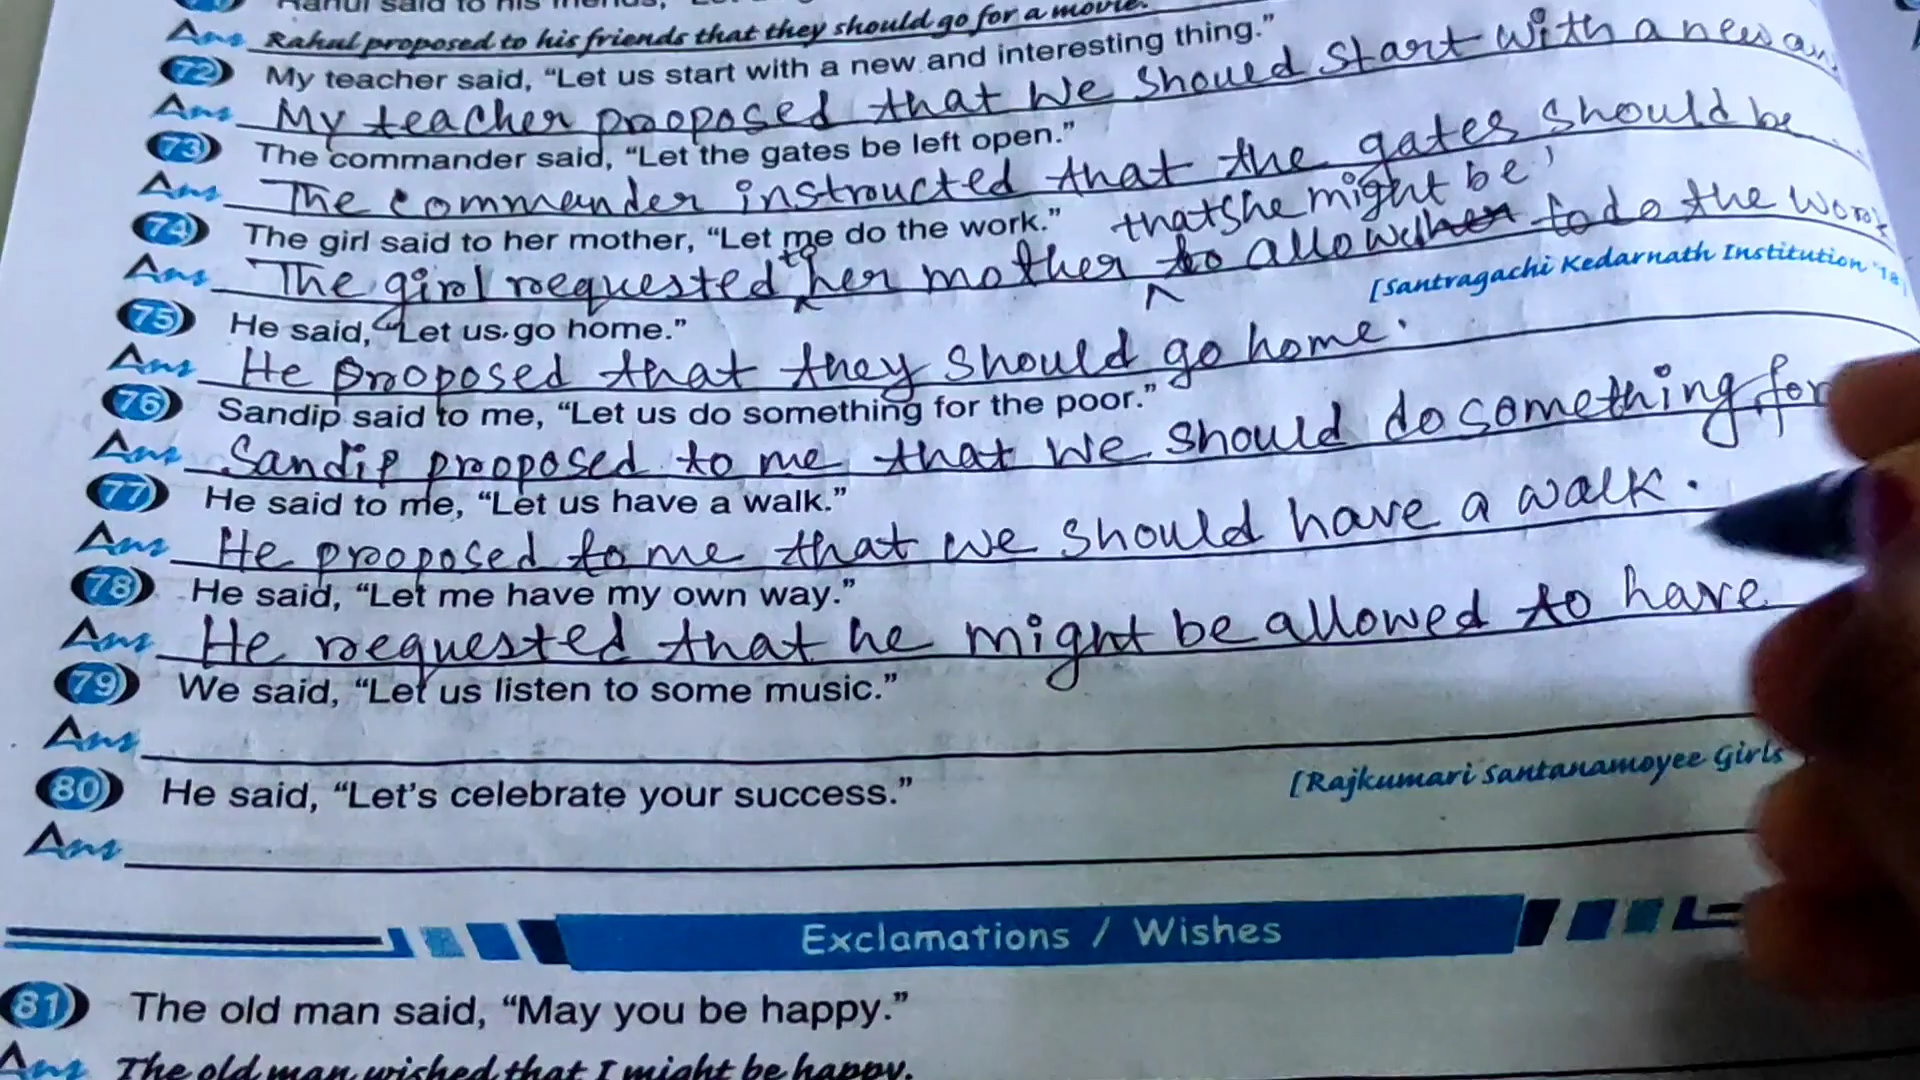 Rahul said to his friends, "Let
Ans Rahul proposed to his friends that they should go for a movie.
72 My teacher said, "Let us start with a new and interesting thing."
Ans My teacher proposed that we should start with a new an
73 The commander said, "Let the gates be left open."
Ans The commander instructed that the gates should be
74 The girl said to her mother, "Let me do the work." that she might be
Ans The girl requested to her mother to allow her to do the work
[Santragachi Kedarnath Institution '18]
75 He said, "Let us go home."
Ans He proposed that they should go home.
76 Sandip said to me, "Let us do something for the poor."
Ans Sandip proposed to me that we should do something for
77 He said to me, "Let us have a walk."
Ans He proposed to me that we should have a walk.
78 He said, "Let me have my own way."
Ans He requested that he might be allowed to have
79 We said, "Let us listen to some music."
Ans
80 He said, "Let's celebrate your success." [Rajkumari Santanamoyee Girls
Ans
Exclamations / Wishes
81 The old man said, "May you be happy."
Ans The old man wished that I might be happy.